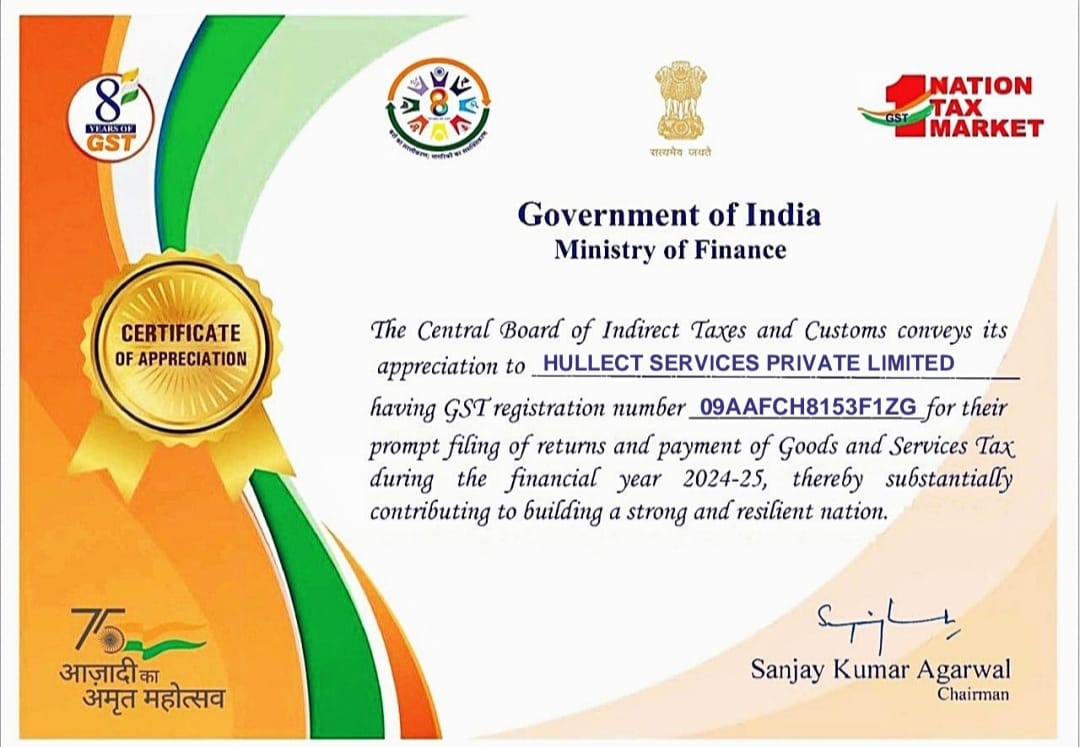 8
YEARS OF
GST
8
सत्यमेव जयते
1 NATION
TAX
MARKET
GST
Government of India
Ministry of Finance
CERTIFICATE
OF APPRECIATION
The Central Board of Indirect Taxes and Customs conveys its
appreciation to HULLECT SERVICES PRIVATE LIMITED
having GST registration number 09AAFCH8153F1ZG for their
prompt filing of returns and payment of Goods and Services Tax
during the financial year 2024-25, thereby substantially
contributing to building a strong and resilient nation.
75
आज़ादी का
अमृत महोत्सव
Sanjay Kumar Agarwal
Chairman